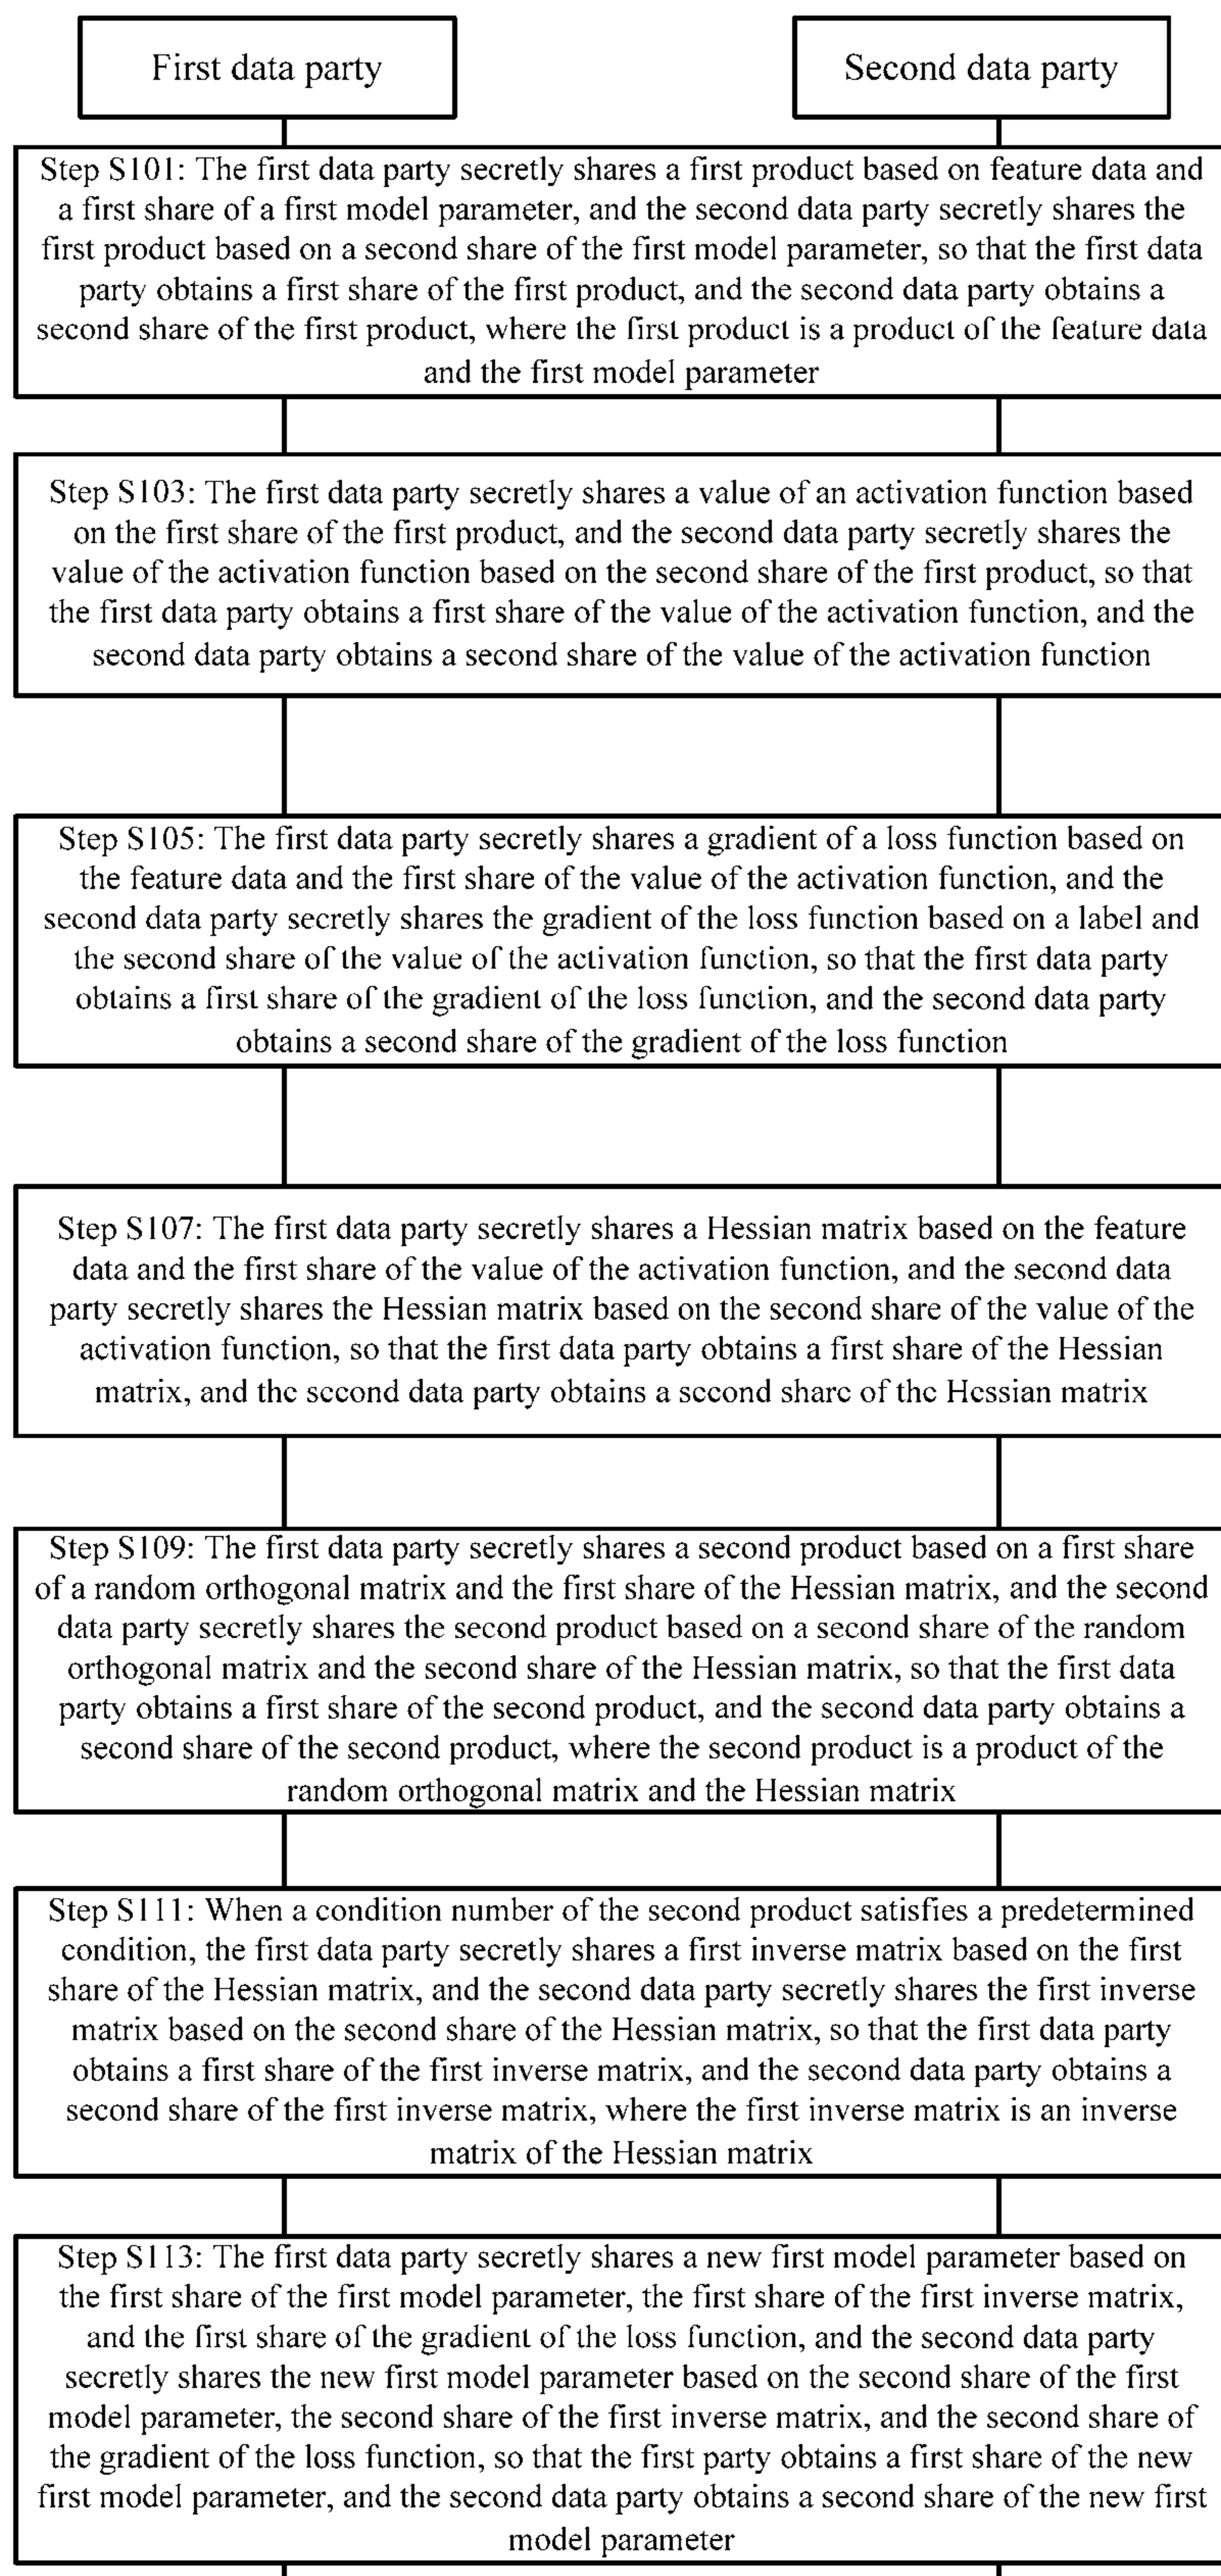 First data party
Second data party
Step S101: The first data party secretly shares a first product based on feature data and
a first share of a first model parameter, and the second data party secretly shares the
first product based on a second share of the first model parameter, so that the first data
party obtains a first share of the first product, and the second data party obtains a
second share of the first product, where the first product is a product of the feature data
and the first model parameter
Step S103: The first data party secretly shares a value of an activation function based
on the first share of the first product, and the second data party secretly shares the
value of the activation function based on the second share of the first product, so that
the first data party obtains a first share of the value of the activation function, and the
second data party obtains a second share of the value of the activation function
Step S105: The first data party secretly shares a gradient of a loss function based on
the feature data and the first share of the value of the activation function, and the
second data party secretly shares the gradient of the loss function based on a label and
the second share of the value of the activation function, so that the first data party
obtains a first share of the gradient of the loss function, and the second data party
obtains a second share of the gradient of the loss function
Step S107: The first data party secretly shares a Hessian matrix based on the feature
data and the first share of the value of the activation function, and the second data
party secretly shares the Hessian matrix based on the second share of the value of the
activation function, so that the first data party obtains a first share of the Hessian
matrix, and the second data party obtains a second share of the Hessian matrix
Step S109: The first data party secretly shares a second product based on a first share
of a random orthogonal matrix and the first share of the Hessian matrix, and the second
data party secretly shares the second product based on a second share of the random
orthogonal matrix and the second share of the Hessian matrix, so that the first data
party obtains a first share of the second product, and the second data party obtains a
second share of the second product, where the second product is a product of the
random orthogonal matrix and the Hessian matrix
Step S111: When a condition number of the second product satisfies a predetermined
condition, the first data party secretly shares a first inverse matrix based on the first
share of the Hessian matrix, and the second data party secretly shares the first inverse
matrix based on the second share of the Hessian matrix, so that the first data party
obtains a first share of the first inverse matrix, and the second data party obtains a
second share of the first inverse matrix, where the first inverse matrix is an inverse
matrix of the Hessian matrix
Step S113: The first data party secretly shares a new first model parameter based on
the first share of the first model parameter, the first share of the first inverse matrix,
and the first share of the gradient of the loss function, and the second data party
secretly shares the new first model parameter based on the second share of the first
model parameter, the second share of the first inverse matrix, and the second share of
the gradient of the loss function, so that the first party obtains a first share of the new
first model parameter, and the second data party obtains a second share of the new first
model parameter